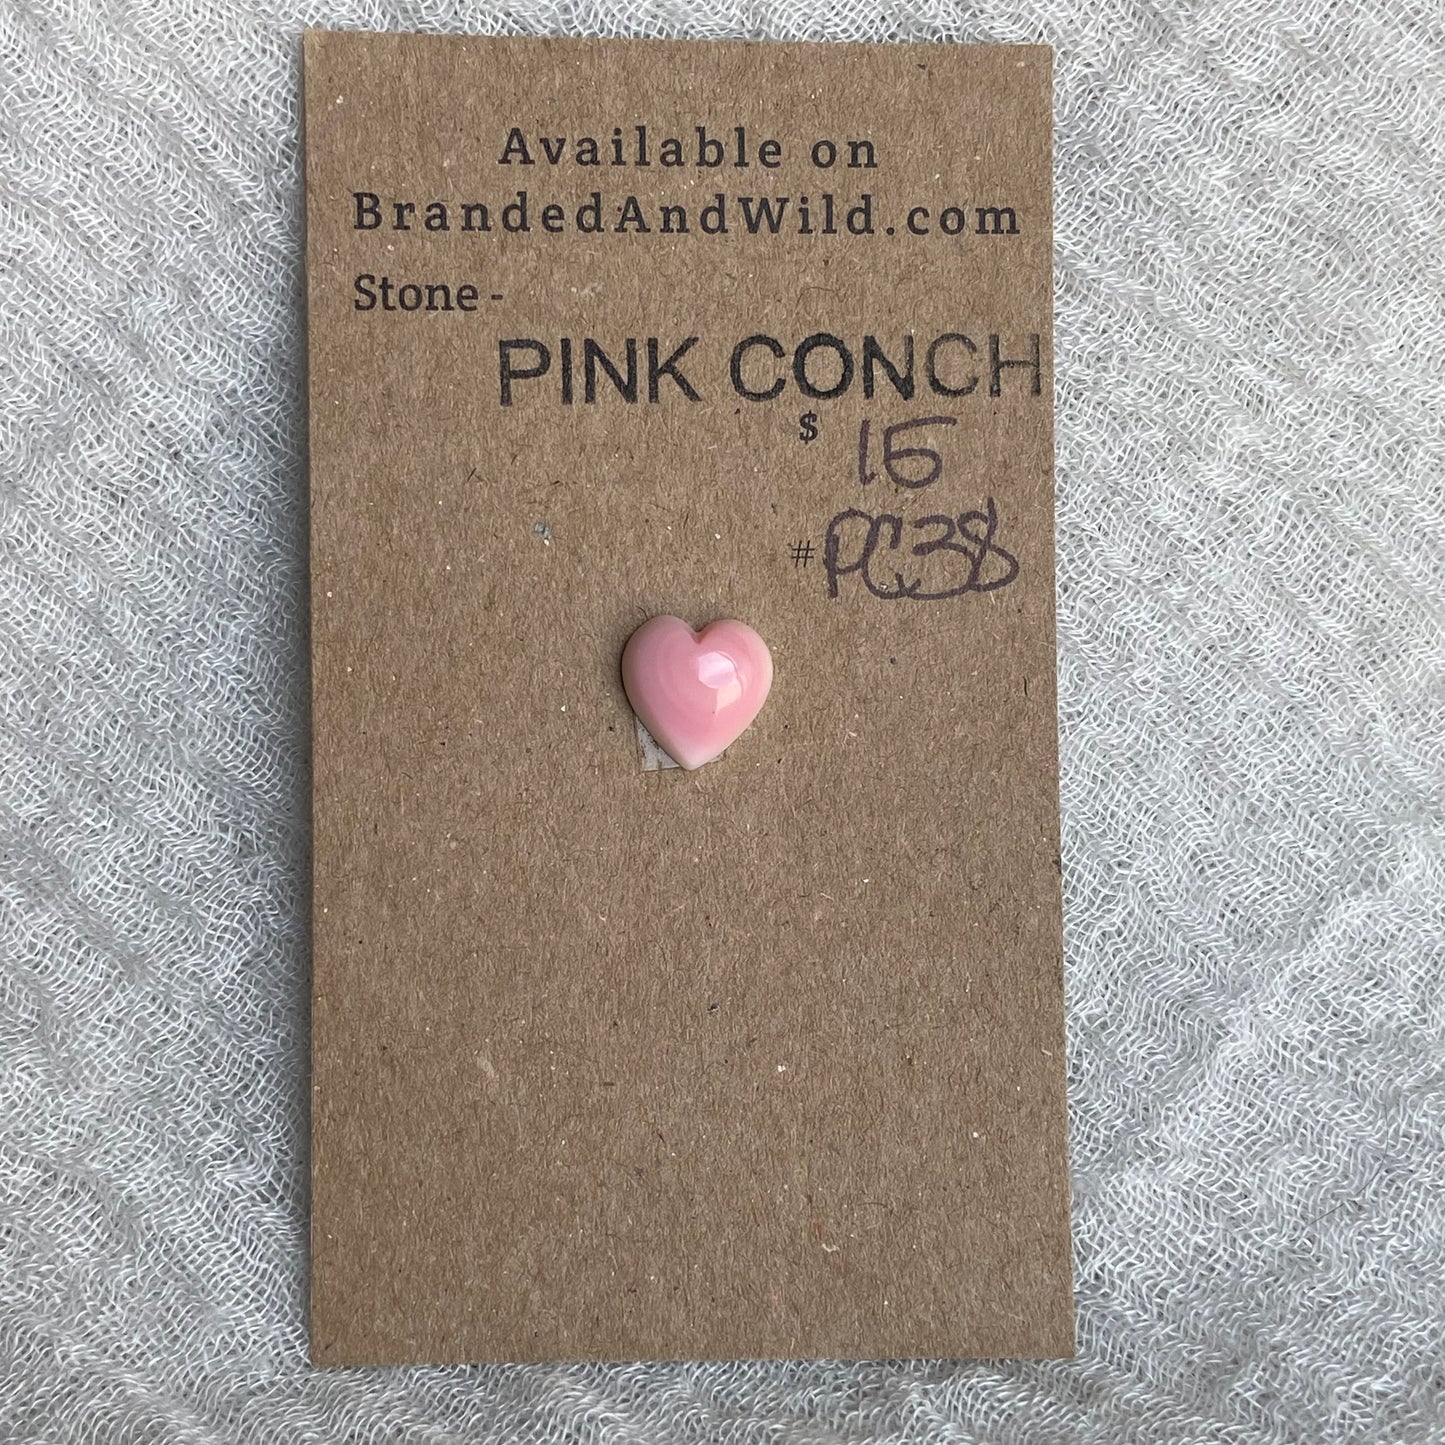 Available on
BrandedAndWild.com
Stone -
PINK CONCH
$ 15
# PC38